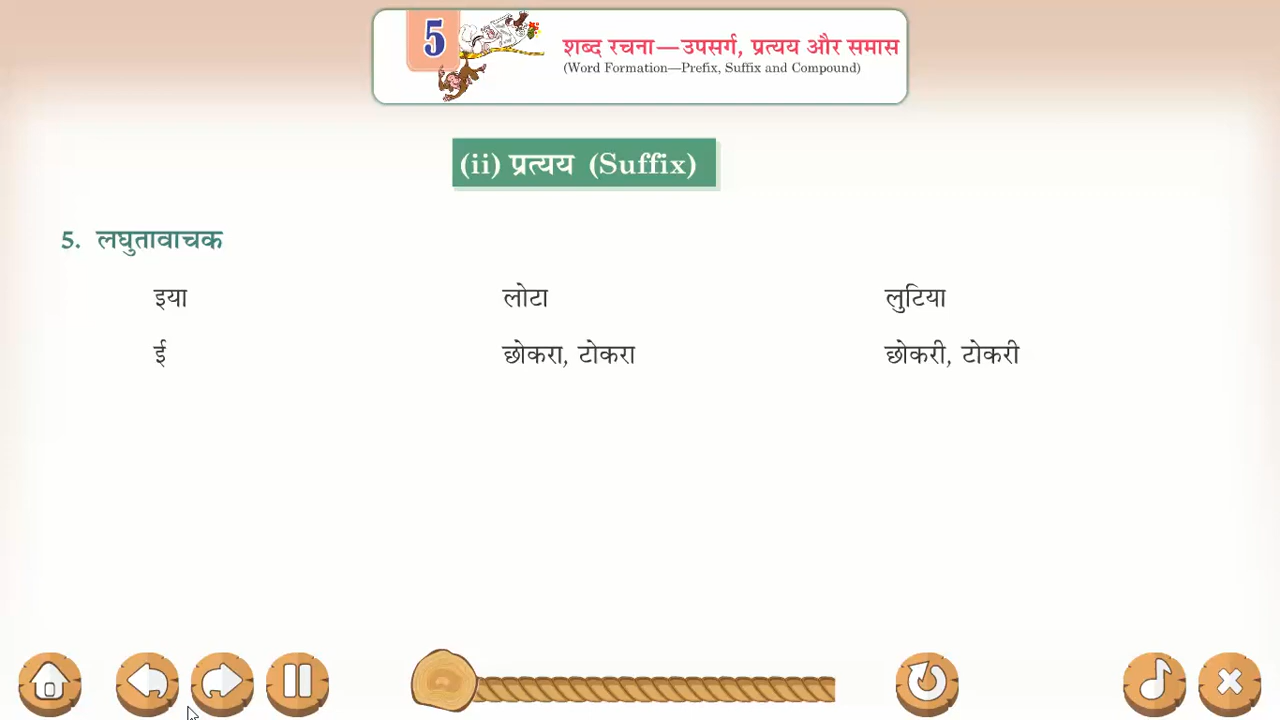 5
शब्द रचना—उपसर्ग, प्रत्यय और समास
(Word Formation—Prefix, Suffix and Compound)
(ii) प्रत्यय (Suffix)
5. लघुतावाचक
इया लोटा लुटिया
ई छोकरा, टोकरा छोकरी, टोकरी